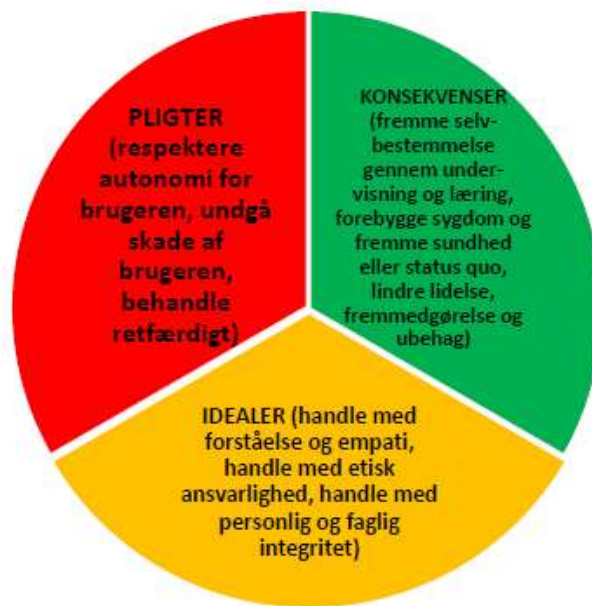 PLIGTER
(respektere
autonomi for
brugeren, undgå
skade af
brugeren,
behandle
retfærdigt)
KONSEKVENSER
(fremme selv-
bestemmelse
gennem under-
visning og læring,
forebygge sygdom og
fremme sundhed
eller status quo,
lindre lidelse,
fremmedgørelse og
ubehag)
IDEALER (handle med
forståelse og empati,
handle med etisk
ansvarlighed, handle med
personlig og faglig
integritet)